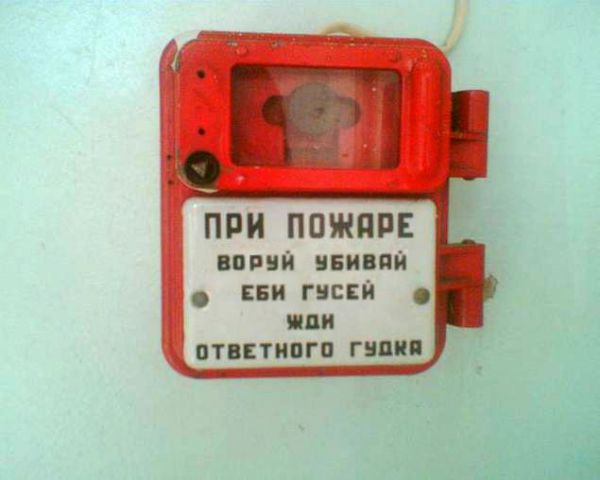 ПРИ ПОЖАРЕ
ВОРУЙ УБИВАЙ
ЕБИ ГУСЕЙ
ЖДИ
ОТВЕТНОГО ГУДКА